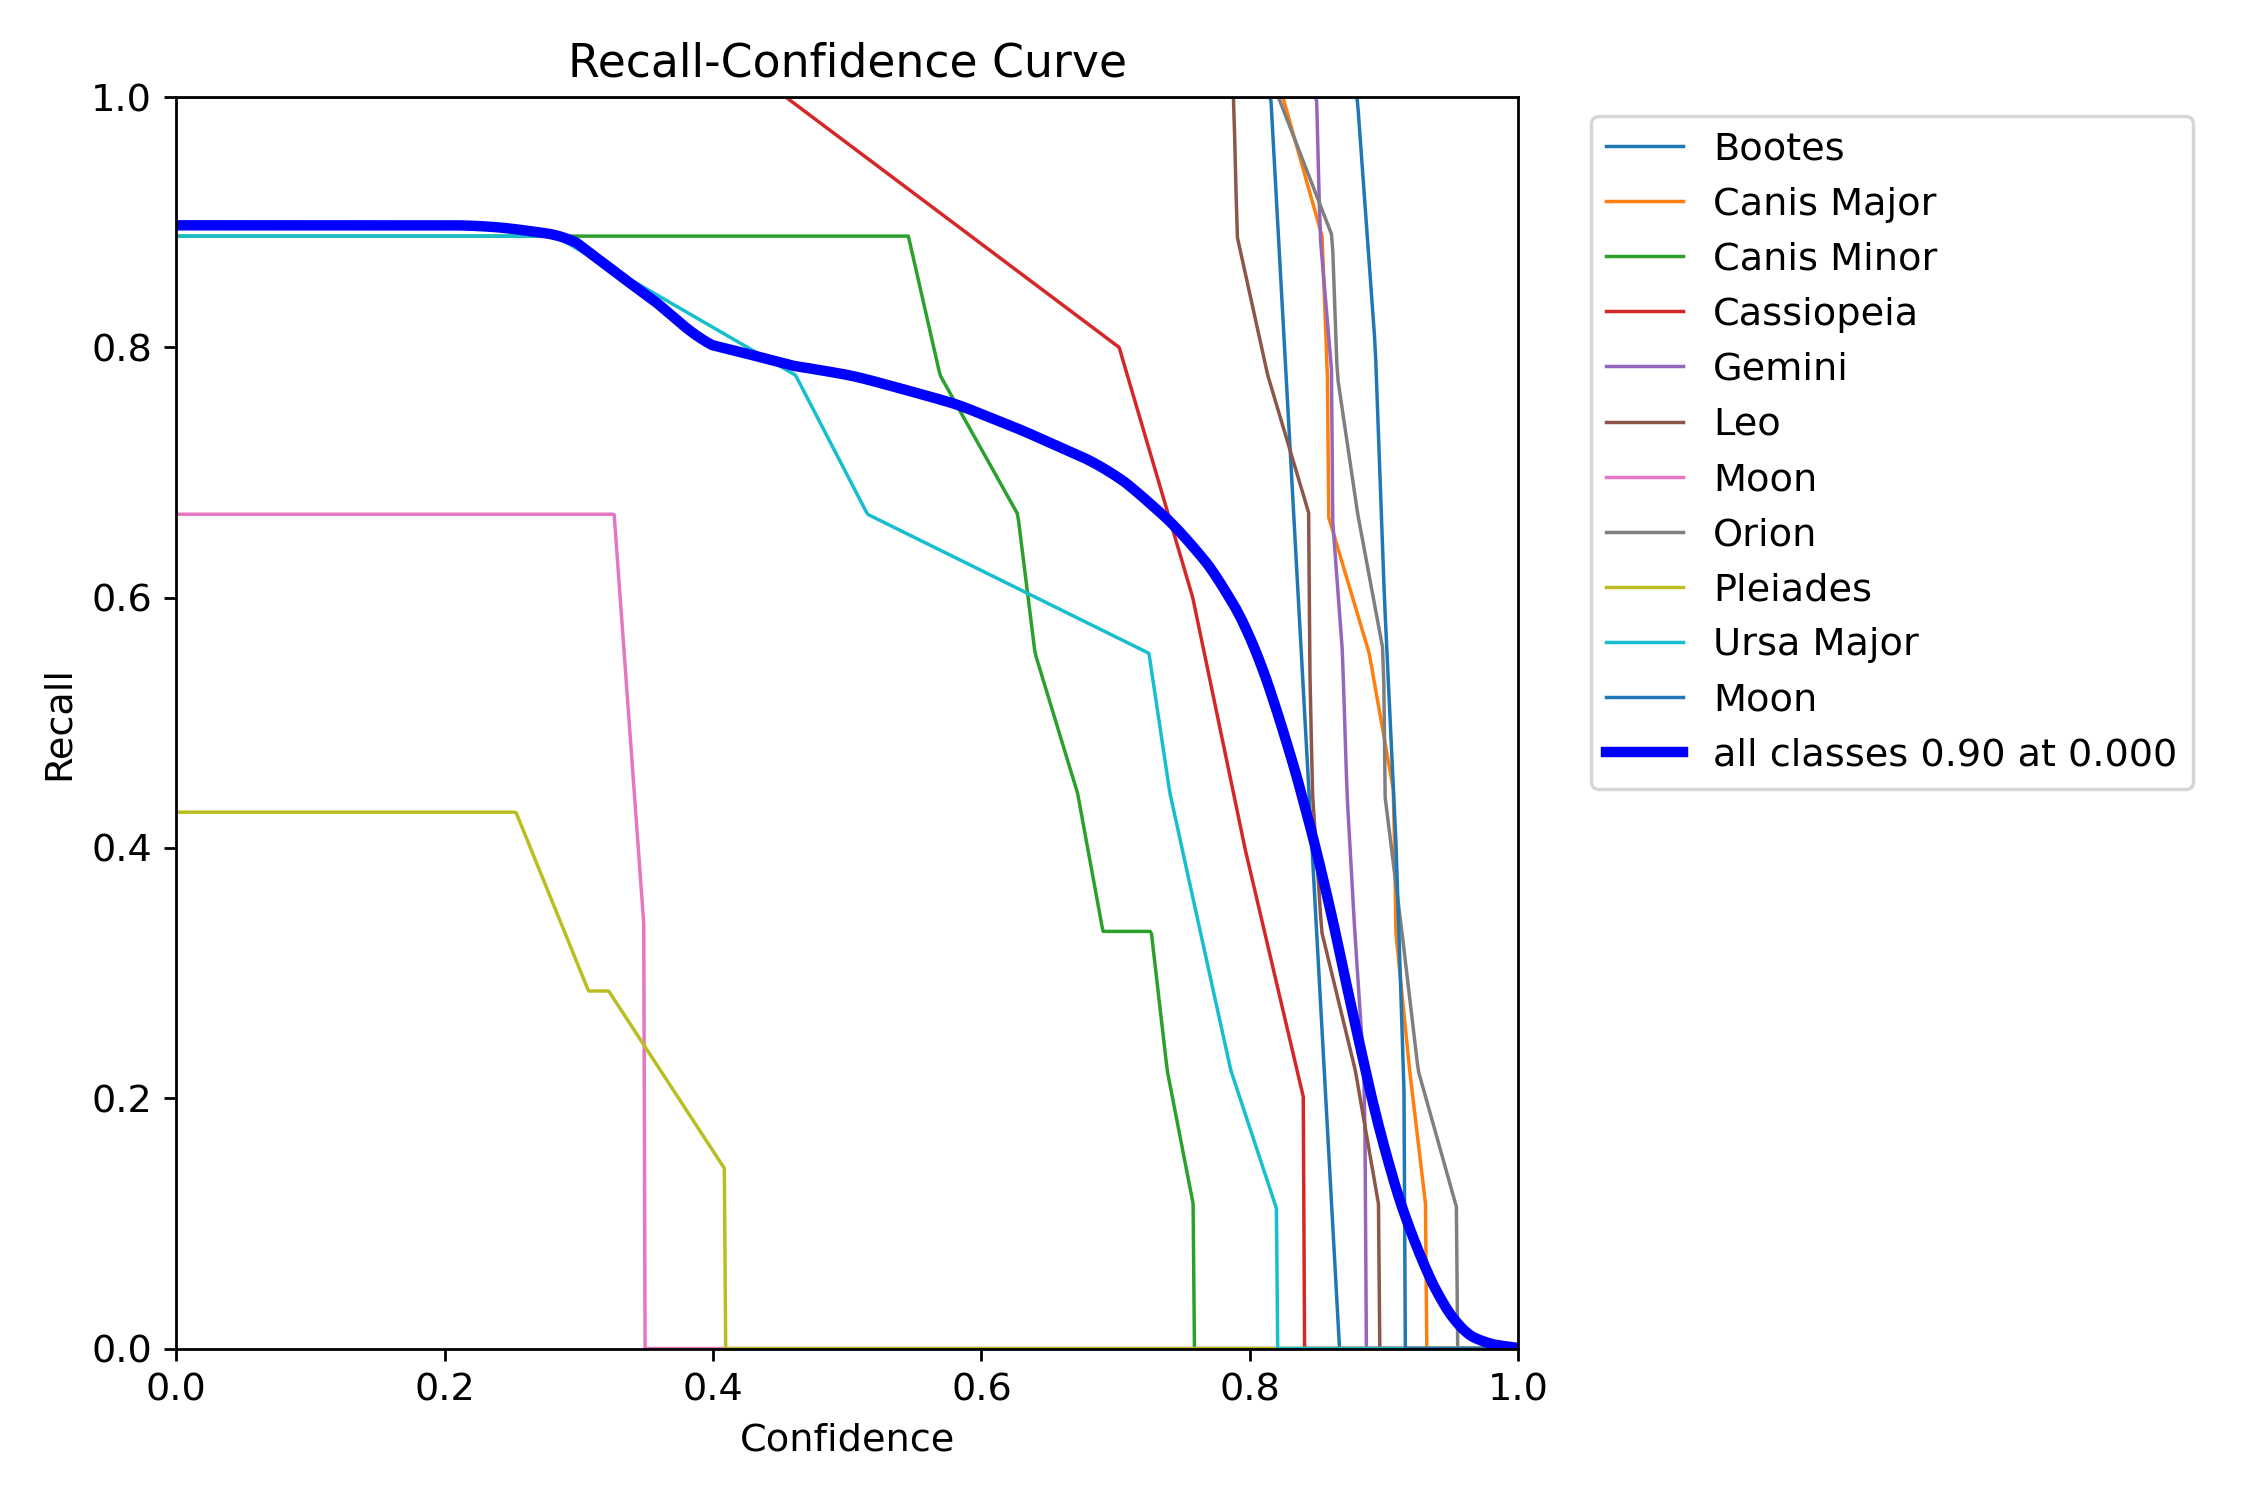 Recall-Confidence Curve
1.0
0.8
0.6
0.4
0.2
0.0
Recall
0.0 0.2 0.4 0.6 0.8 1.0
Confidence
Bootes
Canis Major
Canis Minor
Cassiopeia
Gemini
Leo
Moon
Orion
Pleiades
Ursa Major
Moon
all classes 0.90 at 0.000